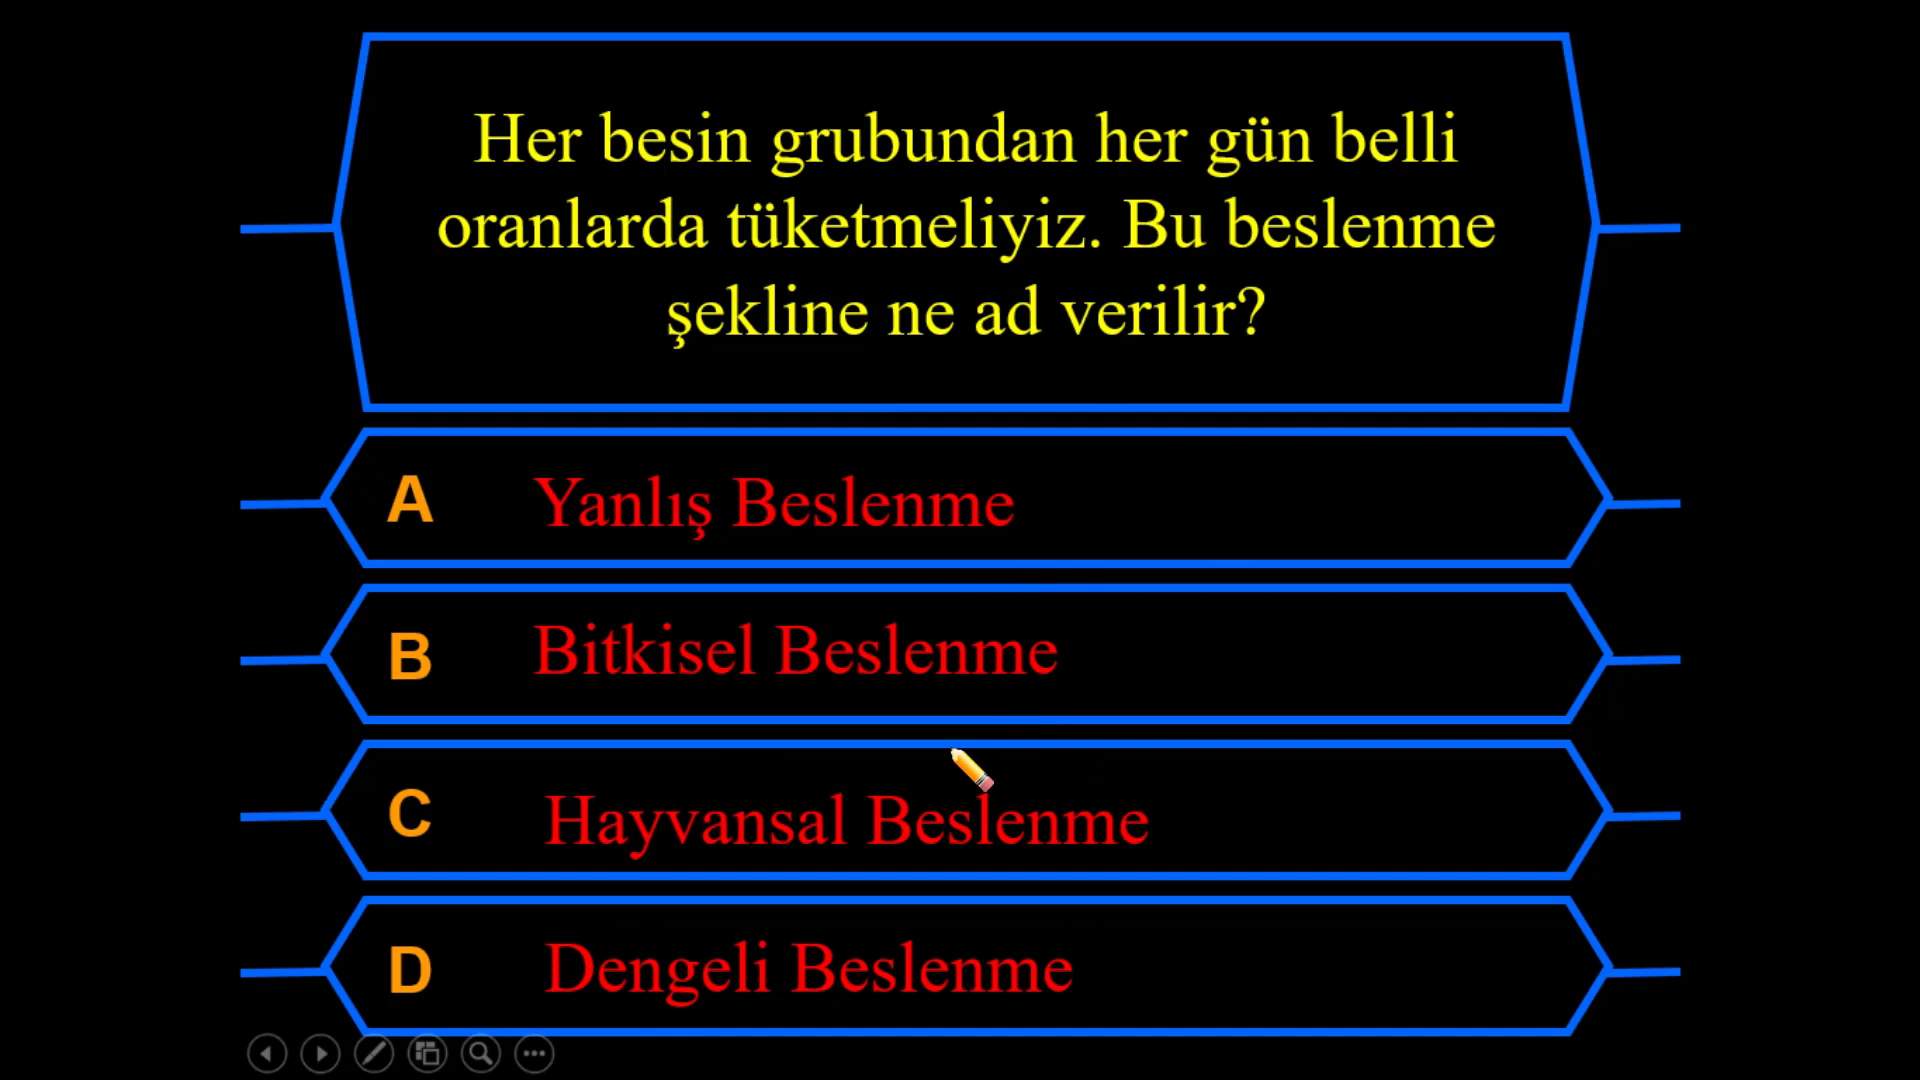 Her besin grubundan her gün belli
oranlarda tüketmeliyiz. Bu beslenme
şekline ne ad verilir?
A Yanlış Beslenme
B Bitkisel Beslenme
C Hayvansal Beslenme
D Dengeli Beslenme